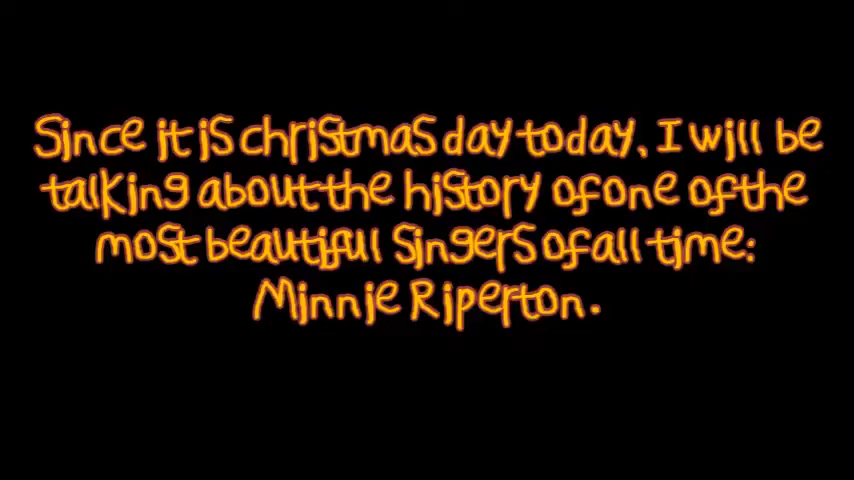 Since it is christmas day today, I will be
talking about the history of one of the
most beautiful singers of all time:
Minnie Riperton.